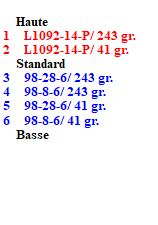 Haute
1 L1092-14-P/ 243 gr.
2 L1092-14-P/ 41 gr.
Standard
3 98-28-6/ 243 gr.
4 98-8-6/ 243 gr.
5 98-28-6/ 41 gr.
6 98-8-6/ 41 gr.
Basse